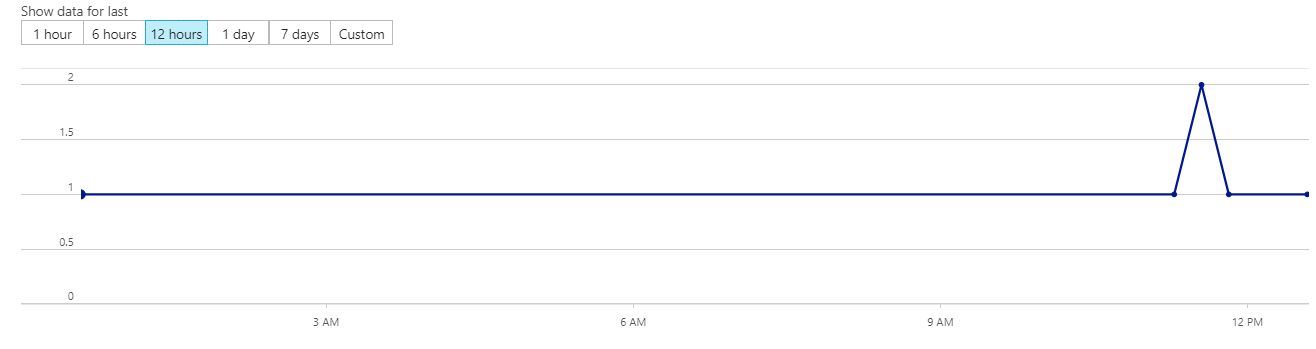 Show data for last
1 hour 6 hours 12 hours 1 day 7 days Custom
2
1.5
1
0.5
0
3 AM 6 AM 9 AM 12 PM